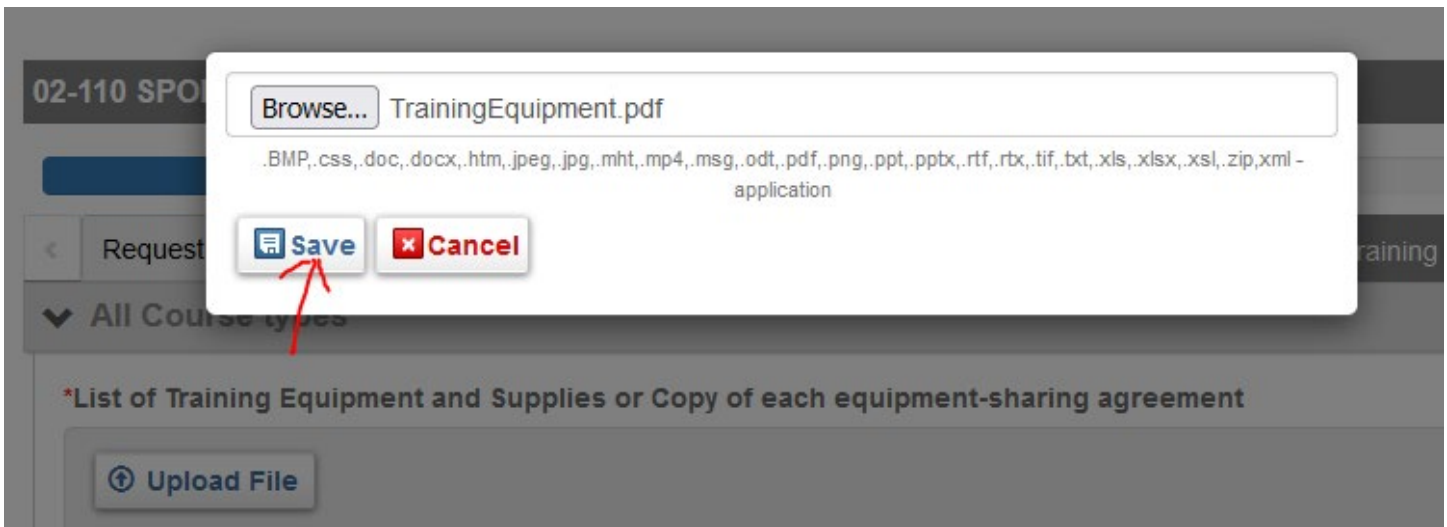 02-110 SPO
Browse... TrainingEquipment.pdf
.BMP,.css,.doc,.docx,.htm,.jpeg,.jpg,.mht,.mp4,.msg,.odt,.pdf,.png,.ppt,.pptx,.rtf,.rtx,.tif,.txt,.xls,.xlsx,.xsl,.zip,xml -
application
Request Save Cancel raining
All Course types
*List of Training Equipment and Supplies or Copy of each equipment-sharing agreement
Upload File